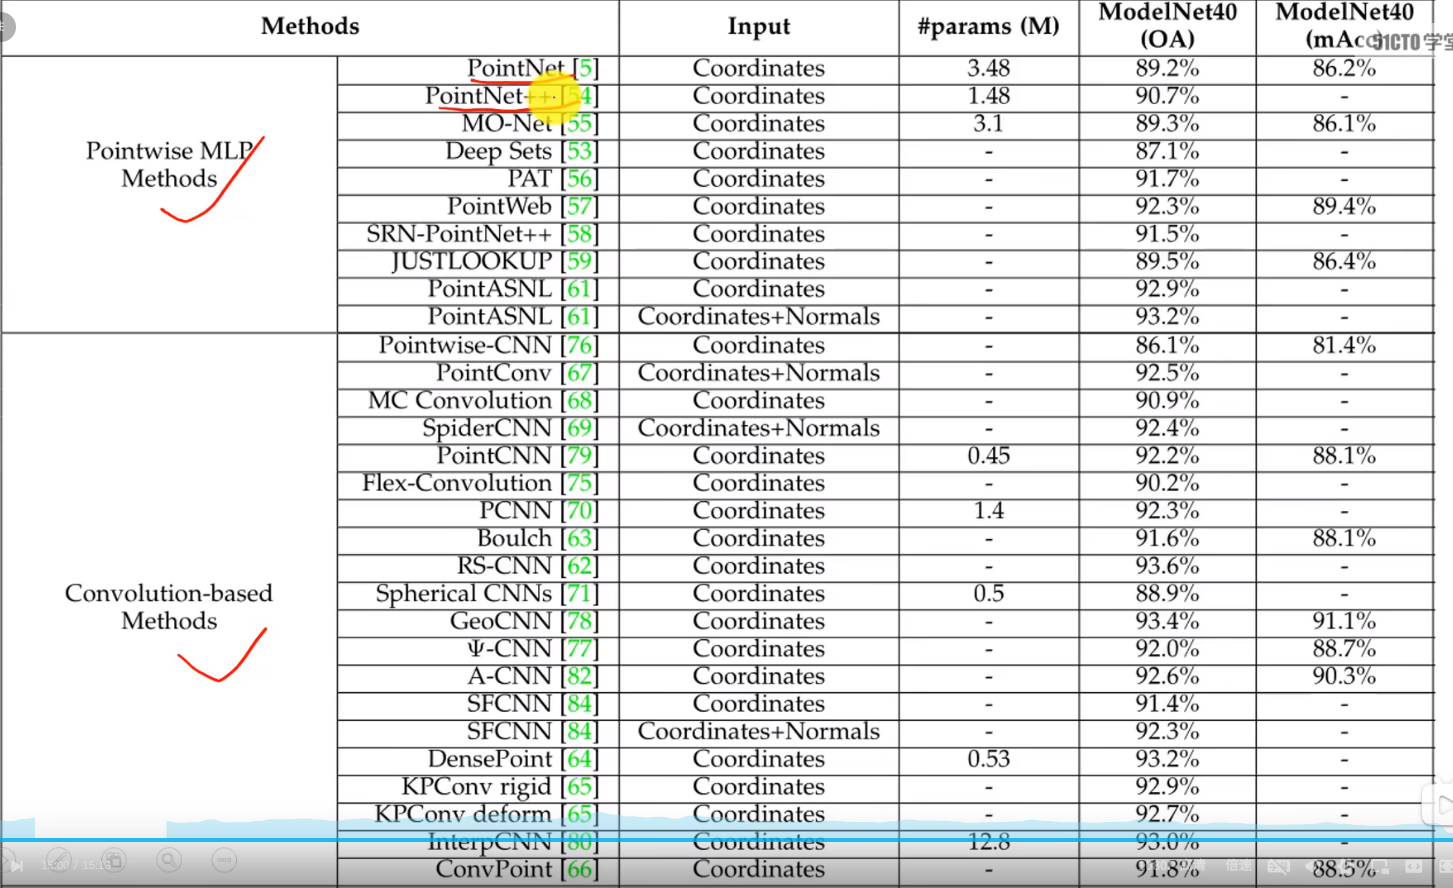 Methods Input #params (M) ModelNet40 (OA) ModelNet40 (mAcc)
51CTO学堂
Pointwise MLP Methods
PointNet [5] Coordinates 3.48 89.2% 86.2%
PointNet++ [54] Coordinates 1.48 90.7% -
MO-Net [55] Coordinates 3.1 89.3% 86.1%
Deep Sets [53] Coordinates - 87.1% -
PAT [56] Coordinates - 91.7% -
PointWeb [57] Coordinates - 92.3% 89.4%
SRN-PointNet++ [58] Coordinates - 91.5% -
JUSTLOOKUP [59] Coordinates - 89.5% 86.4%
PointASNL [61] Coordinates - 92.9% -
PointASNL [61] Coordinates+Normals - 93.2% -
Convolution-based Methods
Pointwise-CNN [76] Coordinates - 86.1% 81.4%
PointConv [67] Coordinates+Normals - 92.5% -
MC Convolution [68] Coordinates - 90.9% -
SpiderCNN [69] Coordinates+Normals - 92.4% -
PointCNN [79] Coordinates 0.45 92.2% 88.1%
Flex-Convolution [75] Coordinates - 90.2% -
PCNN [70] Coordinates 1.4 92.3% -
Boulch [63] Coordinates - 91.6% 88.1%
RS-CNN [62] Coordinates - 93.6% -
Spherical CNNs [71] Coordinates 0.5 88.9% -
GeoCNN [78] Coordinates - 93.4% 91.1%
Ψ-CNN [77] Coordinates - 92.0% 88.7%
A-CNN [82] Coordinates - 92.6% 90.3%
SFCNN [84] Coordinates - 91.4% -
SFCNN [84] Coordinates+Normals - 92.3% -
DensePoint [64] Coordinates 0.53 93.2% -
KPConv rigid [65] Coordinates - 92.9% -
KPConv deform [65] Coordinates - 92.7% -
InterpCNN [80] Coordinates 12.8 93.0% -
ConvPoint [66] Coordinates - 91.8% 88.5%
15:00 / 15:1
倍速